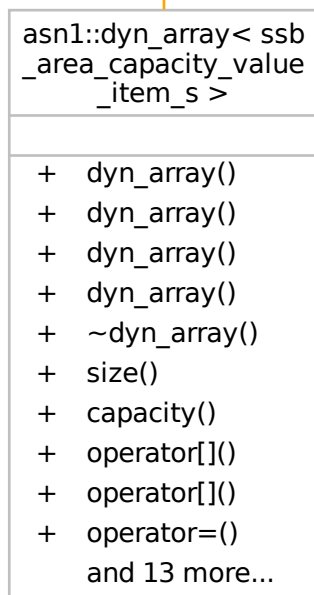 asn1::dyn_array< ssb
_area_capacity_value
_item_s >
+ dyn_array()
+ dyn_array()
+ dyn_array()
+ dyn_array()
+ ~dyn_array()
+ size()
+ capacity()
+ operator[]()
+ operator[]()
+ operator=()
and 13 more...